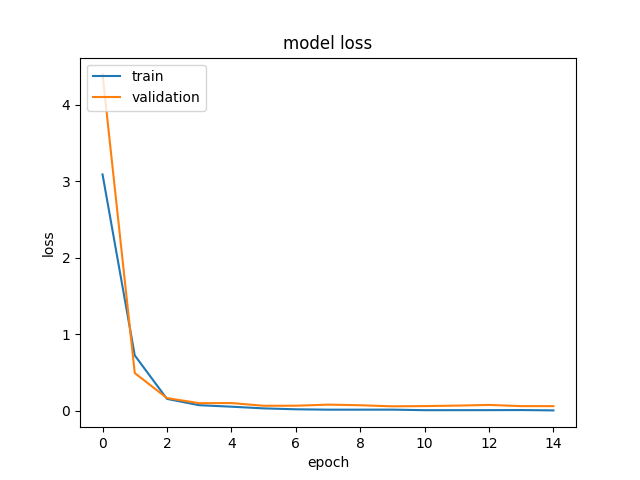 model loss
train
validation
4
3
2
1
0
loss
0 2 4 6 8 10 12 14
epoch